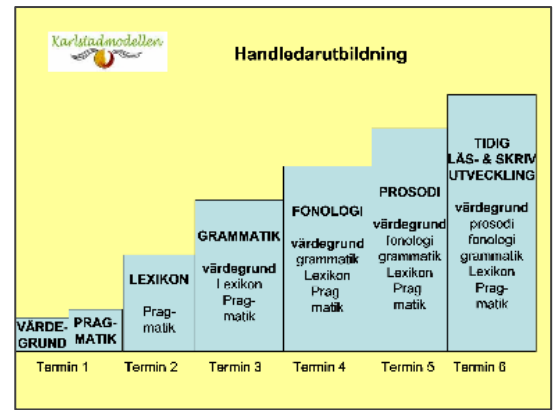 Karlstadmodellen
Handledarutbildning
VÄRDE-
GRUND
PRAG-
MATIK
LEXIKON
Prag-
matik
GRAMMATIK
värdegrund
Lexikon
Prag-
matik
FONOLOGI
värdegrund
grammatik
Lexikon
Prag
matik
PROSODI
värdegrund
fonologi
grammatik
Lexikon
Prag
matik
TIDIG
LÄS- & SKRIV
UTVECKLING
värdegrund
prosodi
fonologi
grammatik
Lexikon
Prag-
matik
Termin 1 Termin 2 Termin 3 Termin 4 Termin 5 Termin 6